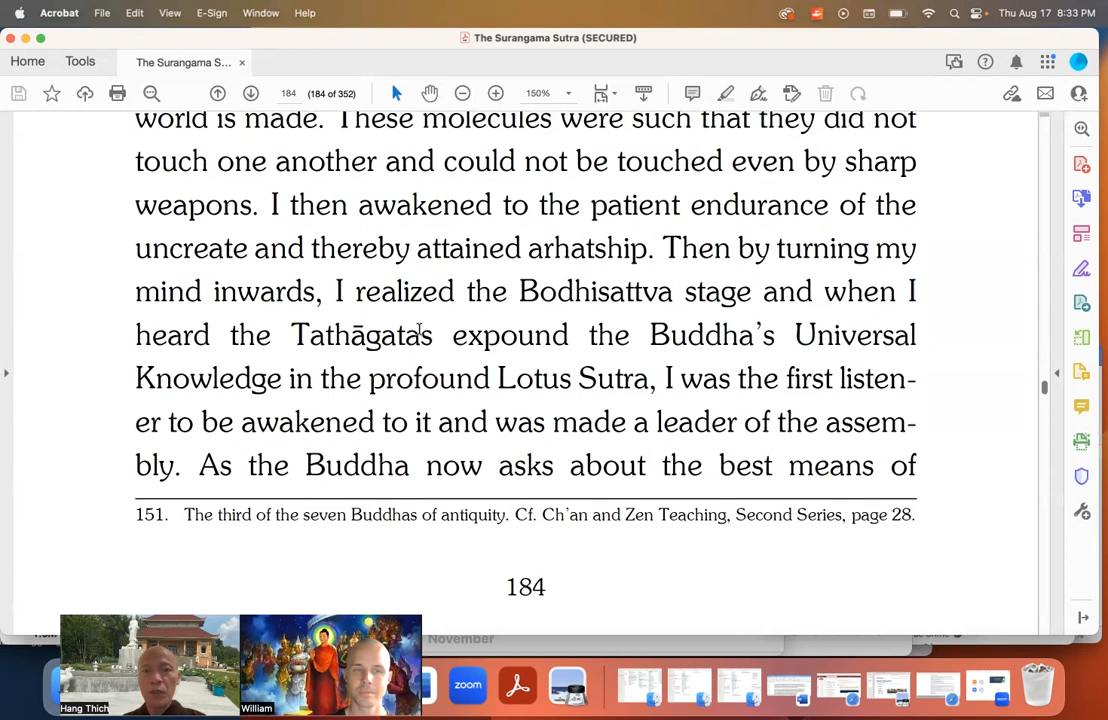 Acrobat File Edit View E-Sign Window Help Thu Aug 17 8:33 PM
The Surangama Sutra (SECURED)
Home Tools The Surangama S... ×
184 (184 of 352) 150%
world is made. These molecules were such that they did not
touch one another and could not be touched even by sharp
weapons. I then awakened to the patient endurance of the
uncreate and thereby attained arhatship. Then by turning my
mind inwards, I realized the Bodhisattva stage and when I
heard the Tathāgatas expound the Buddha’s Universal
Knowledge in the profound Lotus Sutra, I was the first listen-
er to be awakened to it and was made a leader of the assem-
bly. As the Buddha now asks about the best means of
151. The third of the seven Buddhas of antiquity. Cf. Ch’an and Zen Teaching, Second Series, page 28.
184
November
zoom
Hang Thich William